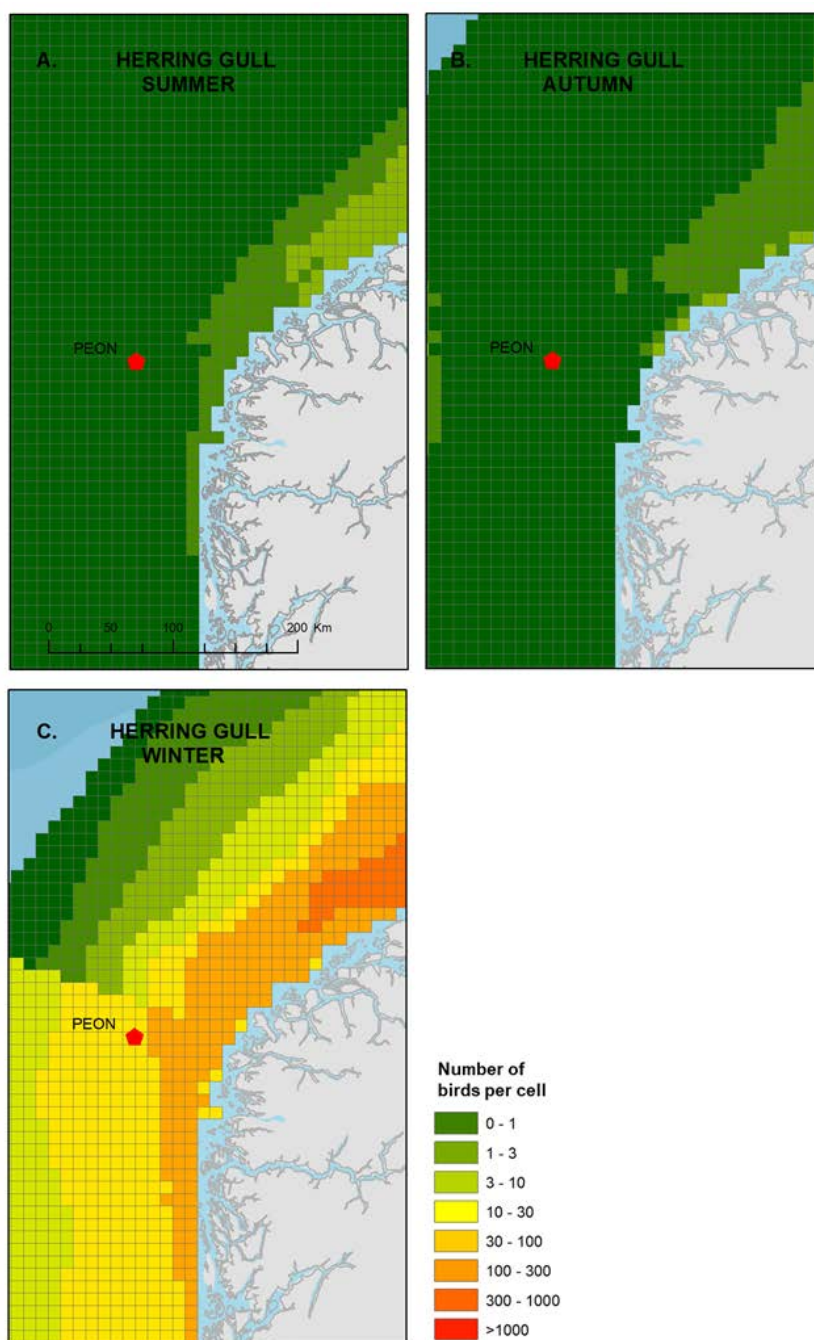 A. HERRING GULL
SUMMER
PEON
0 50 100 200 Km
B. HERRING GULL
AUTUMN
PEON
C. HERRING GULL
WINTER
PEON
Number of
birds per cell
0 - 1
1 - 3
3 - 10
10 - 30
30 - 100
100 - 300
300 - 1000
>1000